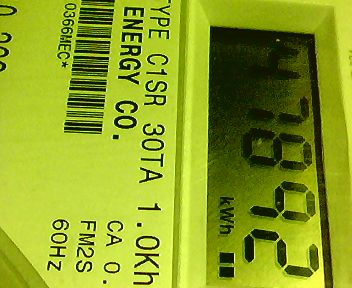 47892
kWh
TYPE C1SR 30TA 1.0Kh
ENERGY CO.
CA 0.
FM2S
0366MEC*
60Hz